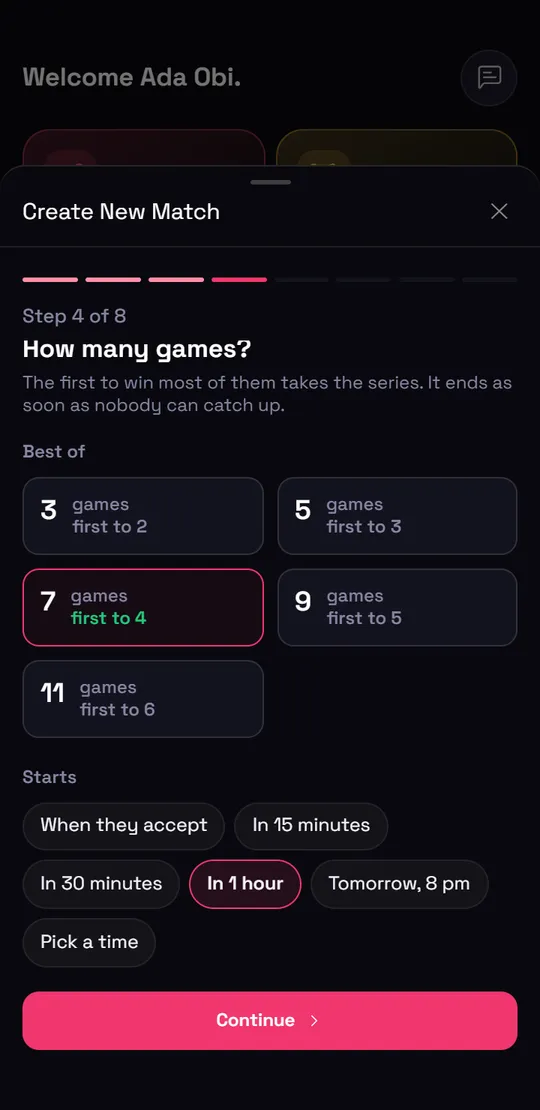 Welcome Ada Obi.
Create New Match
Step 4 of 8
How many games?
The first to win most of them takes the series. It ends as
soon as nobody can catch up.
Best of
3 games
first to 2
5 games
first to 3
7 games
first to 4
9 games
first to 5
11 games
first to 6
Starts
When they accept
In 15 minutes
In 30 minutes
In 1 hour
Tomorrow, 8 pm
Pick a time
Continue